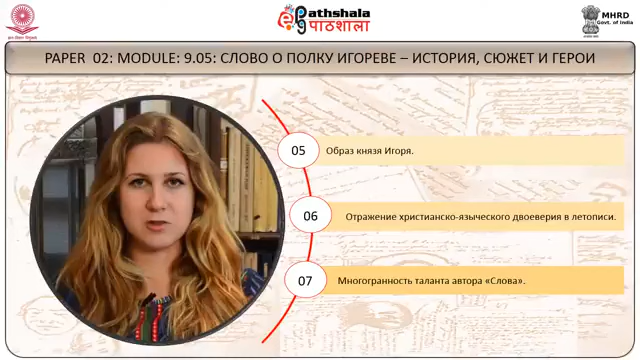 Pathshala
पाठशाला
MHRD
Govt. of India
PAPER 02: MODULE: 9.05: СЛОВО О ПОЛКУ ИГОРЕВЕ – ИСТОРИЯ, СЮЖЕТ И ГЕРОИ
05
Образ князя Игоря.
06
Отражение христианско-языческого двоеверия в летописи.
07
Многогранность таланта автора «Слова».